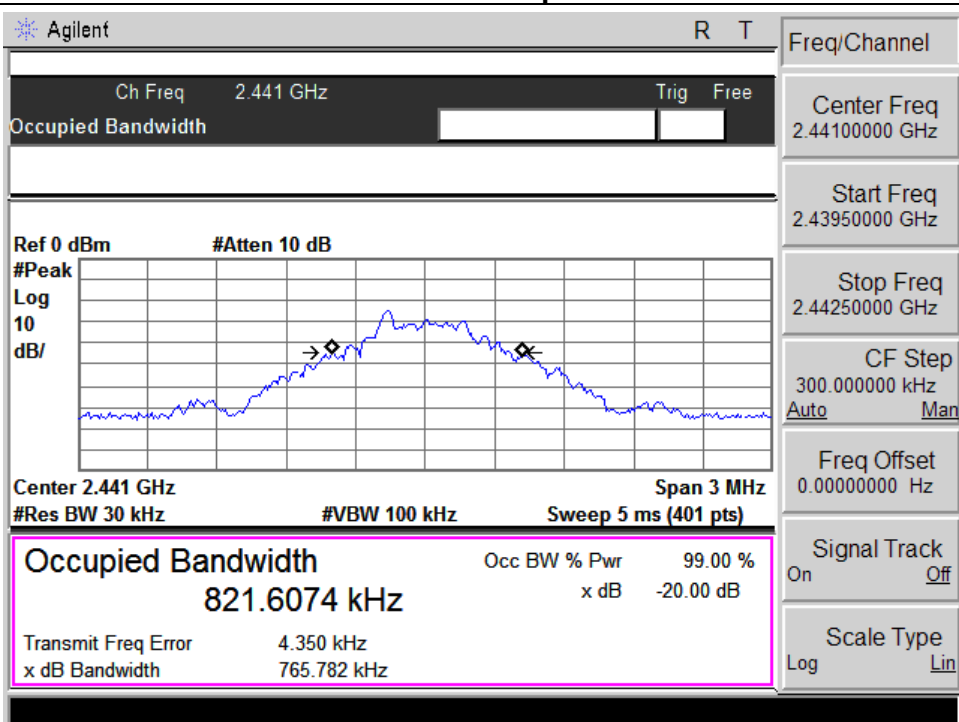 Agilent R T
Freq/Channel
Ch Freq 2.441 GHz Trig Free
Occupied Bandwidth
Center Freq
2.44100000 GHz
Start Freq
2.43950000 GHz
Ref 0 dBm #Atten 10 dB
#Peak
Log
10
dB/
Stop Freq
2.44250000 GHz
CF Step
300.000000 kHz
Auto Man
Center 2.441 GHz Span 3 MHz
#Res BW 30 kHz #VBW 100 kHz Sweep 5 ms (401 pts)
Freq Offset
0.00000000 Hz
Occupied Bandwidth Occ BW % Pwr 99.00 %
821.6074 kHz x dB -20.00 dB
Transmit Freq Error 4.350 kHz
x dB Bandwidth 765.782 kHz
Signal Track
On Off
Scale Type
Log Lin